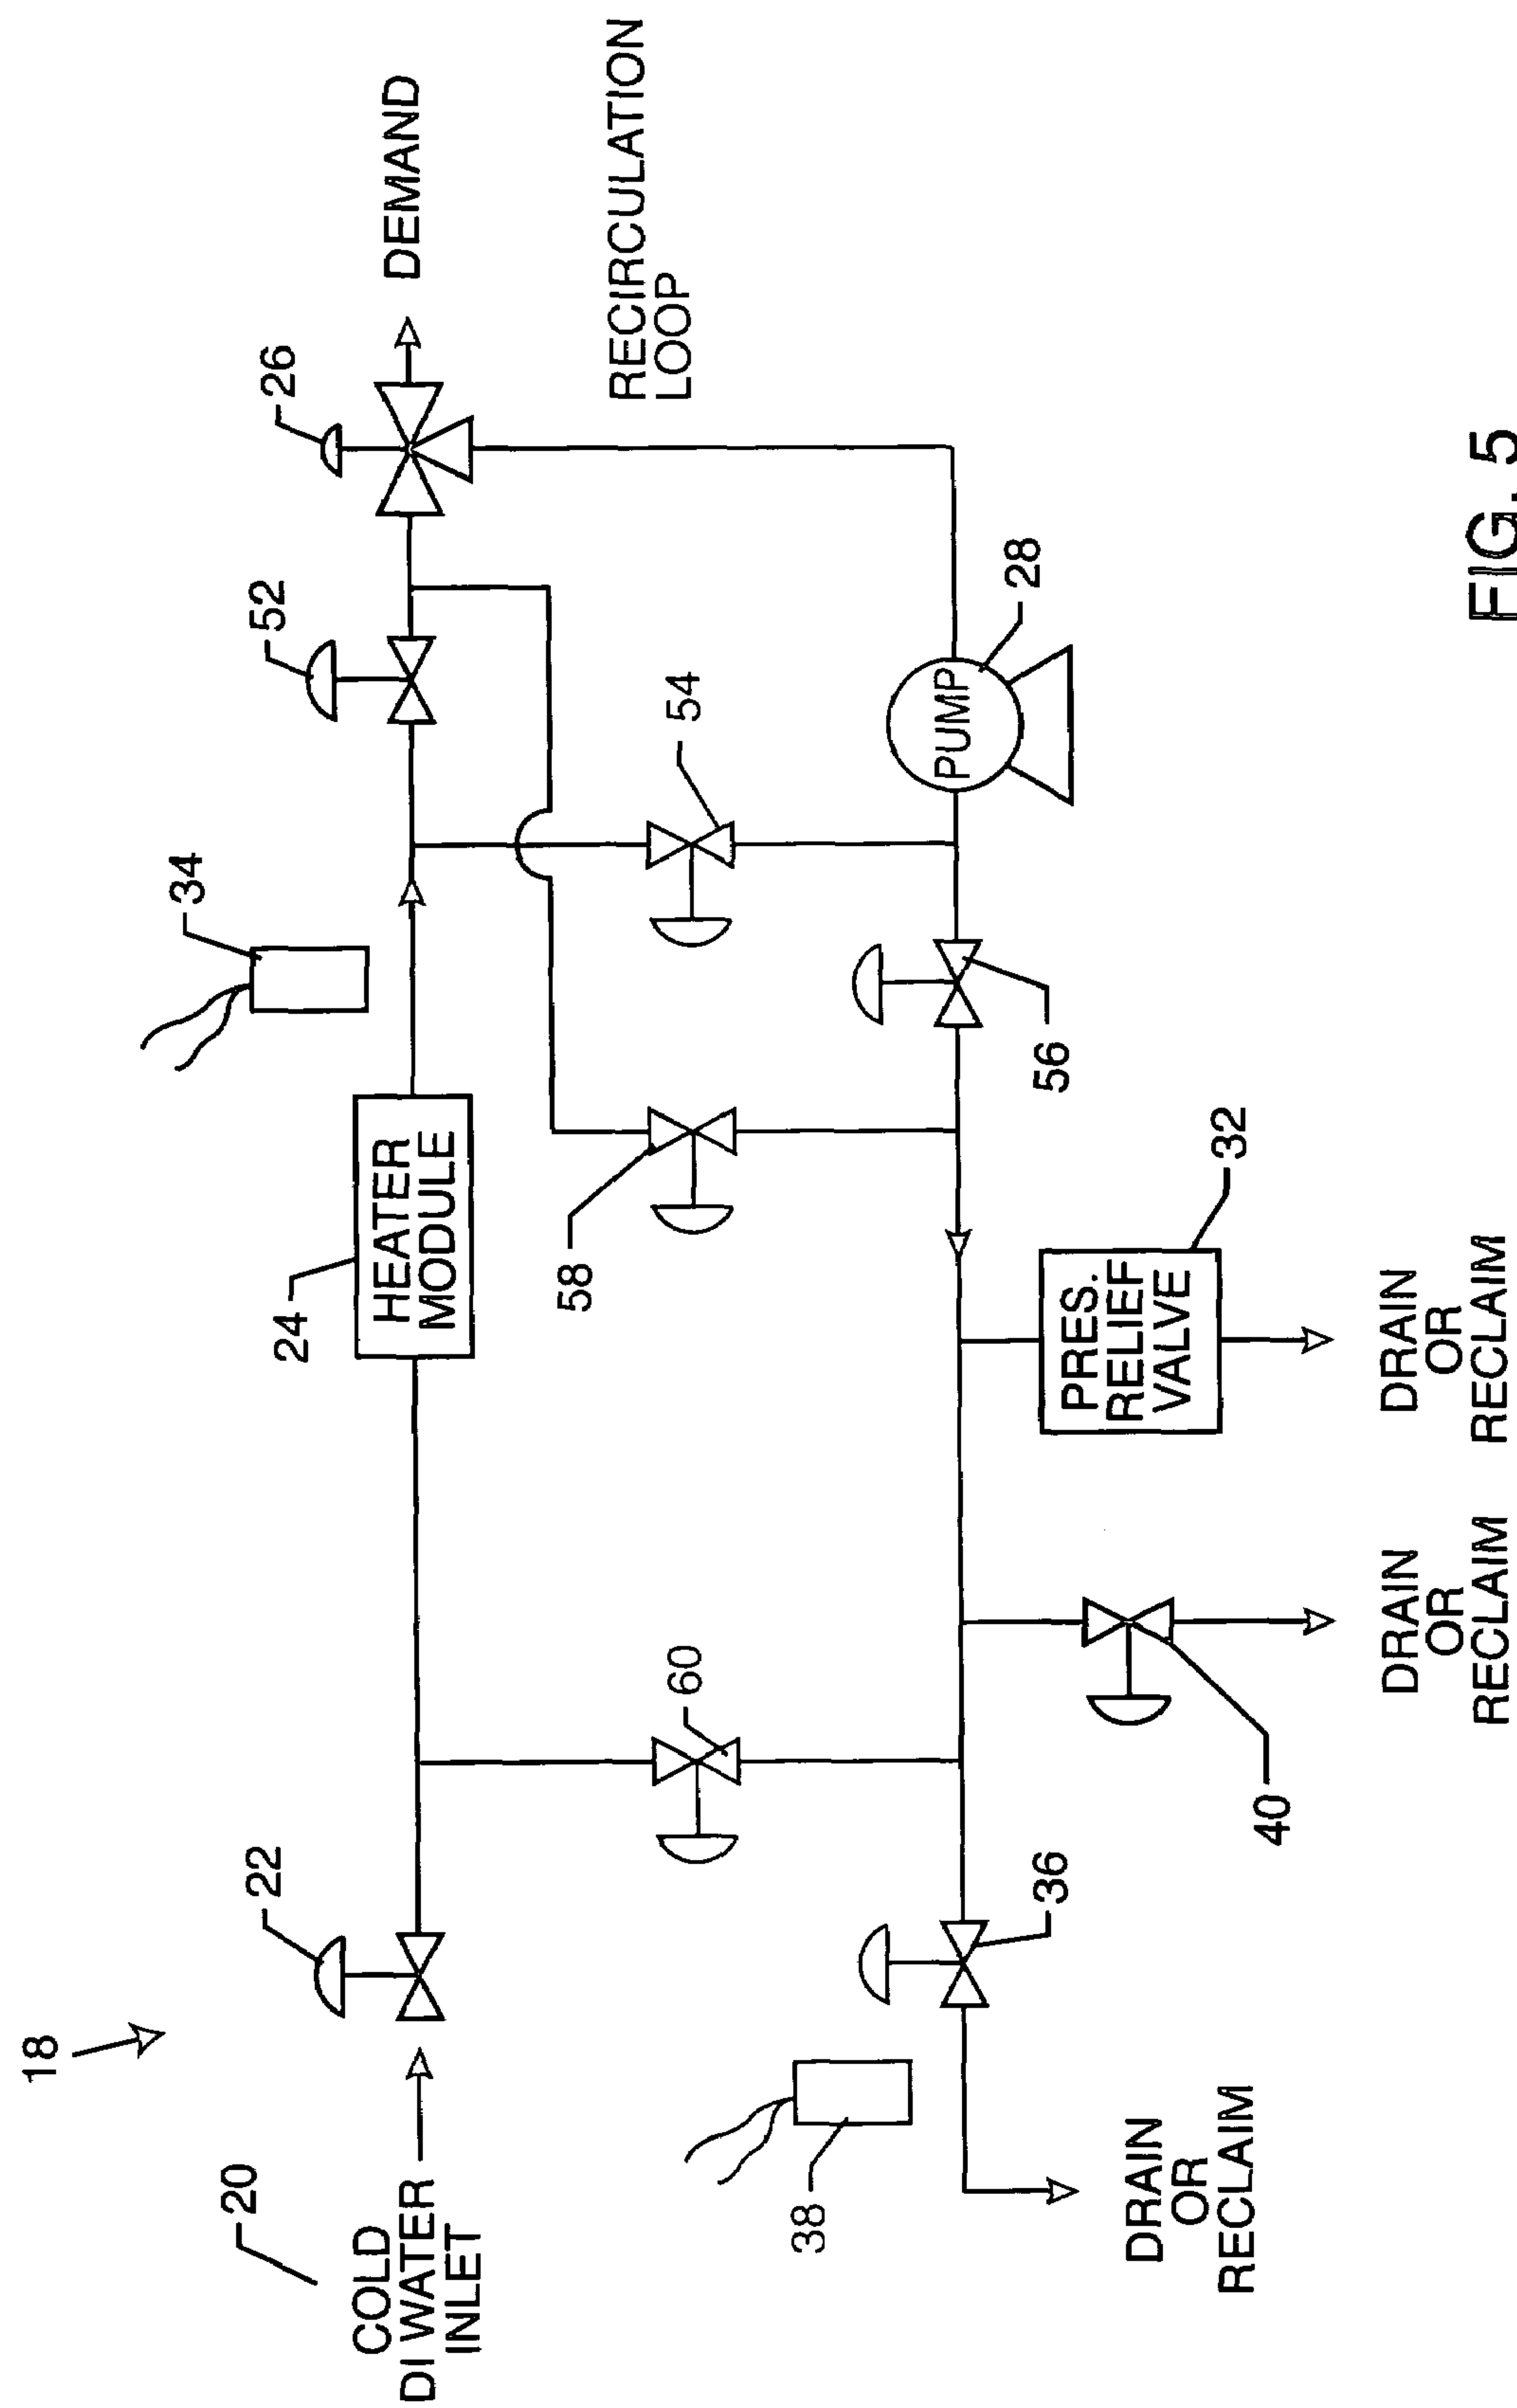 18
20
COLD
DI WATER
INLET
22
24
HEATER
MODULE
34
52
26
DEMAND
RECIRCULATION
LOOP
60
58
54
38
36
56
PUMP
28
40
PRES.
RELIEF
VALVE
32
DRAIN
OR
RECLAIM
DRAIN
OR
RECLAIM
DRAIN
OR
RECLAIM
FIG. 5